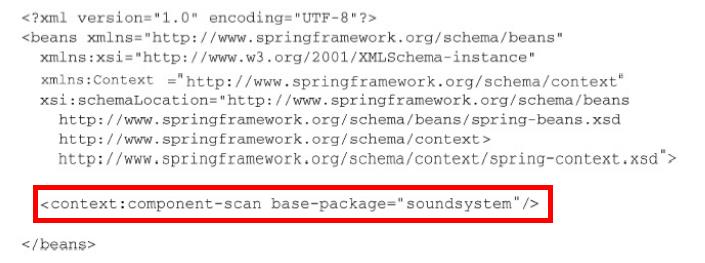 <?xml version="1.0" encoding="UTF-8"?>
<beans xmlns="http://www.springframework.org/schema/beans"
xmlns:xsi="http://www.w3.org/2001/XMLSchema-instance"
xmlns:Context ="http://www.springframework.org/schema/context"
xsi:schemaLocation="http://www.springframework.org/schema/beans
http://www.springframework.org/schema/beans/spring-beans.xsd
http://www.springframework.org/schema/context>
http://www.springframework.org/schema/context/spring-context.xsd">
<context:component-scan base-package="soundsystem"/>
</beans>